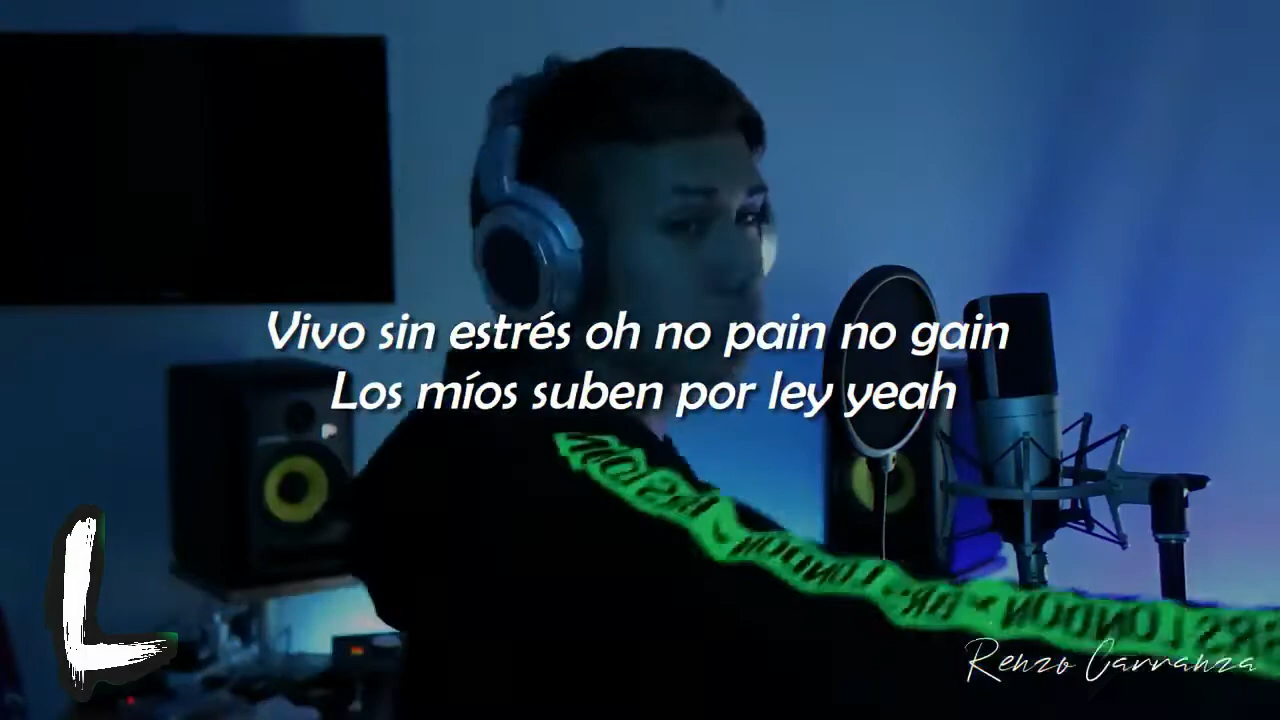 Vivo sin estrés oh no pain no gain
Los míos suben por ley yeah
L
Renzo Carranza